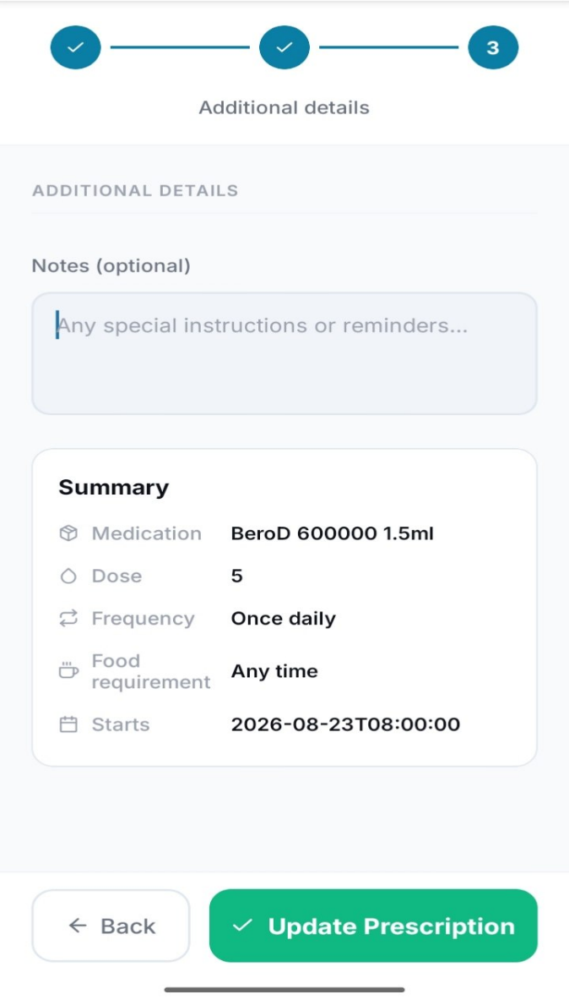 3
Additional details
ADDITIONAL DETAILS
Notes (optional)
Any special instructions or reminders...
Summary
Medication BeroD 600000 1.5ml
Dose 5
Frequency Once daily
Food
requirement Any time
Starts 2026-08-23T08:00:00
Back Update Prescription